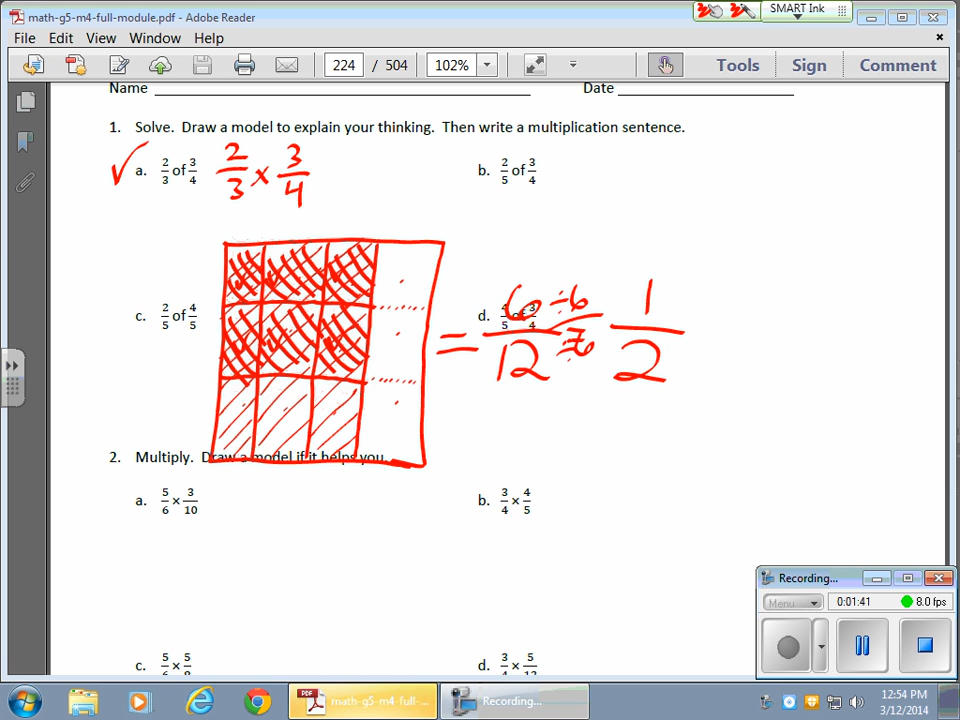 math-g5-m4-full-module.pdf - Adobe Reader
SMART Ink
File Edit View Window Help
224 / 504 102% Tools Sign Comment
Name Date
1. Solve. Draw a model to explain your thinking. Then write a multiplication sentence.
a. 2/3 of 3/4 2/3 x 3/4
b. 2/5 of 3/4
c. 2/5 of 4/5
d. 4/5 of 3/4
= 6/12 ÷6/÷6 1/2
2. Multiply. Draw a model if it helps you.
a. 5/6 × 3/10
b. 3/4 × 4/5
c. 5/6 × 5/8
d. 3/4 × 5/12
Recording...
Menu 0:01:41 8.0 fps
math-g5-m4-full-... Recording...
12:54 PM
3/12/2014